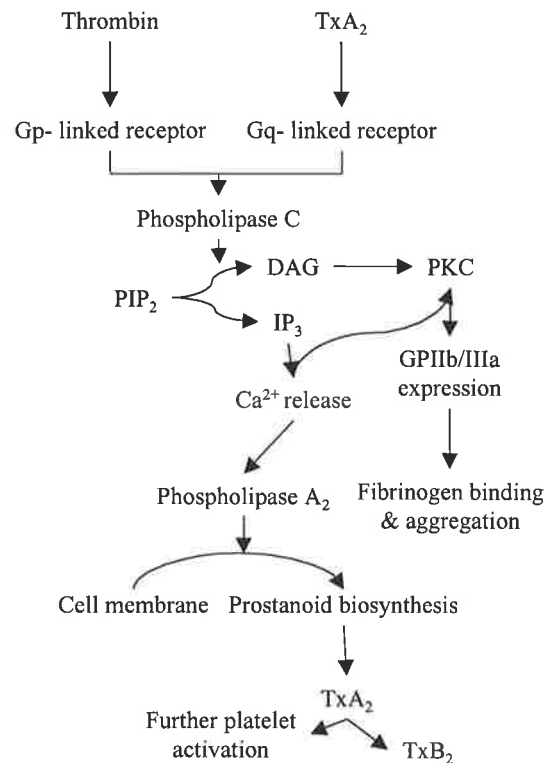 Thrombin
TxA₂
Gp- linked receptor
Gq- linked receptor
Phospholipase C
DAG
PKC
PIP₂
IP₃
GPIIb/IIIa
expression
Ca²⁺ release
Phospholipase A₂
Fibrinogen binding
& aggregation
Cell membrane
Prostanoid biosynthesis
TxA₂
Further platelet
activation
TxB₂